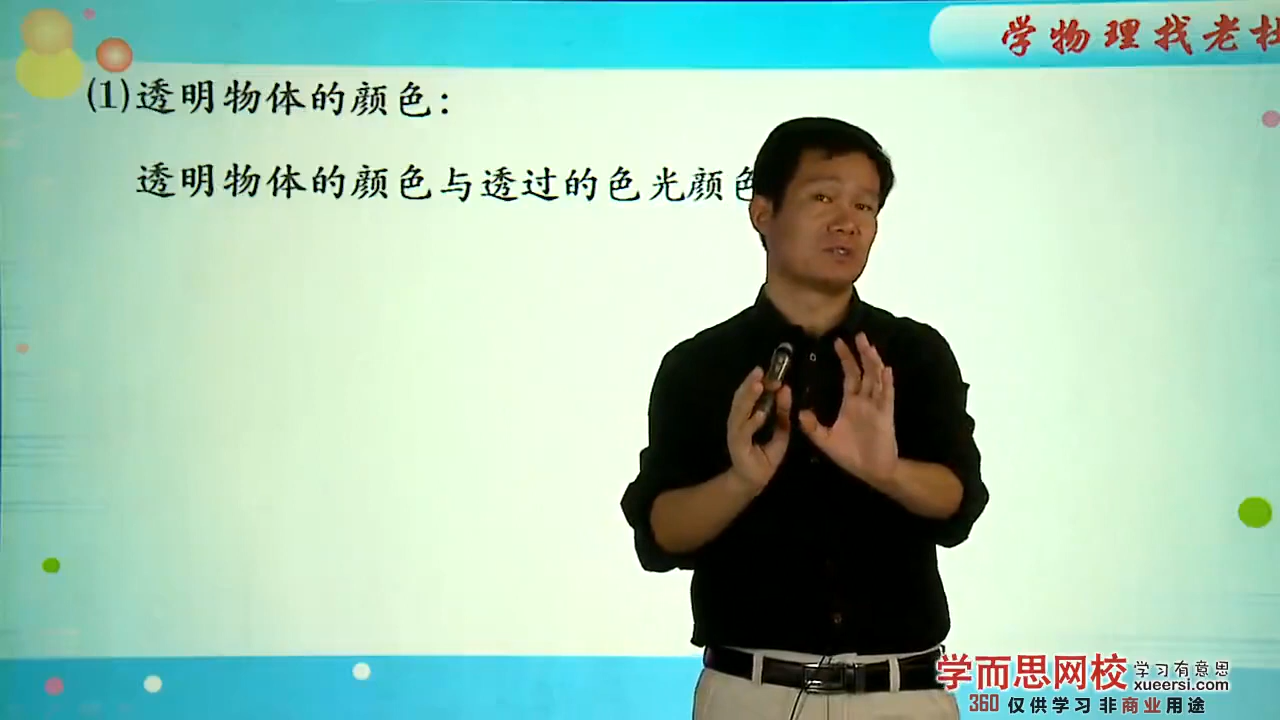 学物理找老杜
(1)透明物体的颜色：
透明物体的颜色与透过的色光颜色
学而思网校 学习有意思
xueersi.com
360 仅供学习 非商业用途